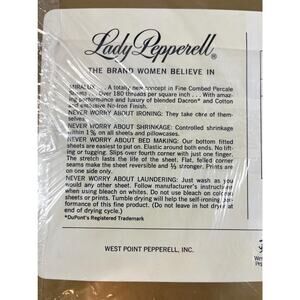 Lady Pepperell®
THE BRAND WOMEN BELIEVE IN
MIRALUX . . . A totally new concept in Fine Combed Percale
Sheets . . . Over 180 threads per square inch . . . With amaz-
ing performance and luxury of blended Dacron* and Cotton
and exclusive No-Iron Finish.
NEVER WORRY ABOUT IRONING: They take care of them-
selves.
NEVER WORRY ABOUT SHRINKAGE: Controlled shrinkage
within 1% on all sheets and pillowcases.
NEVER WORRY ABOUT BED MAKING: Our bottom fitted
sheets are easiest to put on. Elastic around both ends. No lift-
ing or tugging. Slips over fourth corner with just one finger.
The stretch lasts the life of the sheet. Flat, felled corner
seams make the sheet reversible and ⅓ stronger. Prints are
on one side only.
NEVER WORRY ABOUT LAUNDERING: Just wash as you
would any other sheet. Follow manufacturer's instructions
when using bleach on white. Do not use bleach on colored
sheets or prints. Tumble drying will help the self-ironing, per-
formance of this fine product. (Do not leave in hot dryer at
end of drying cycle.)
*DuPont's Registered Trademark
WEST POINT PEPPERELL, INC.